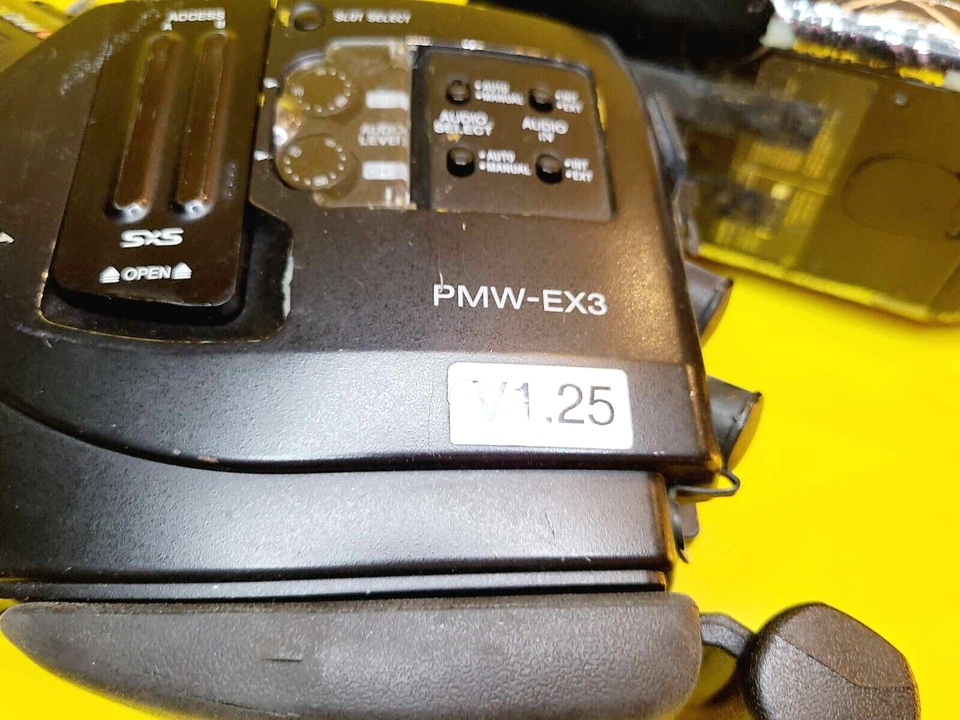 ACCESS
A B
SLOT SELECT
AUTO
MANUAL
INT
EXT
AUDIO
SELECT
AUDIO
IN
AUDIO
LEVEL
AUTO
MANUAL
INT
EXT
SxS
OPEN
PMW-EX3
V1.25